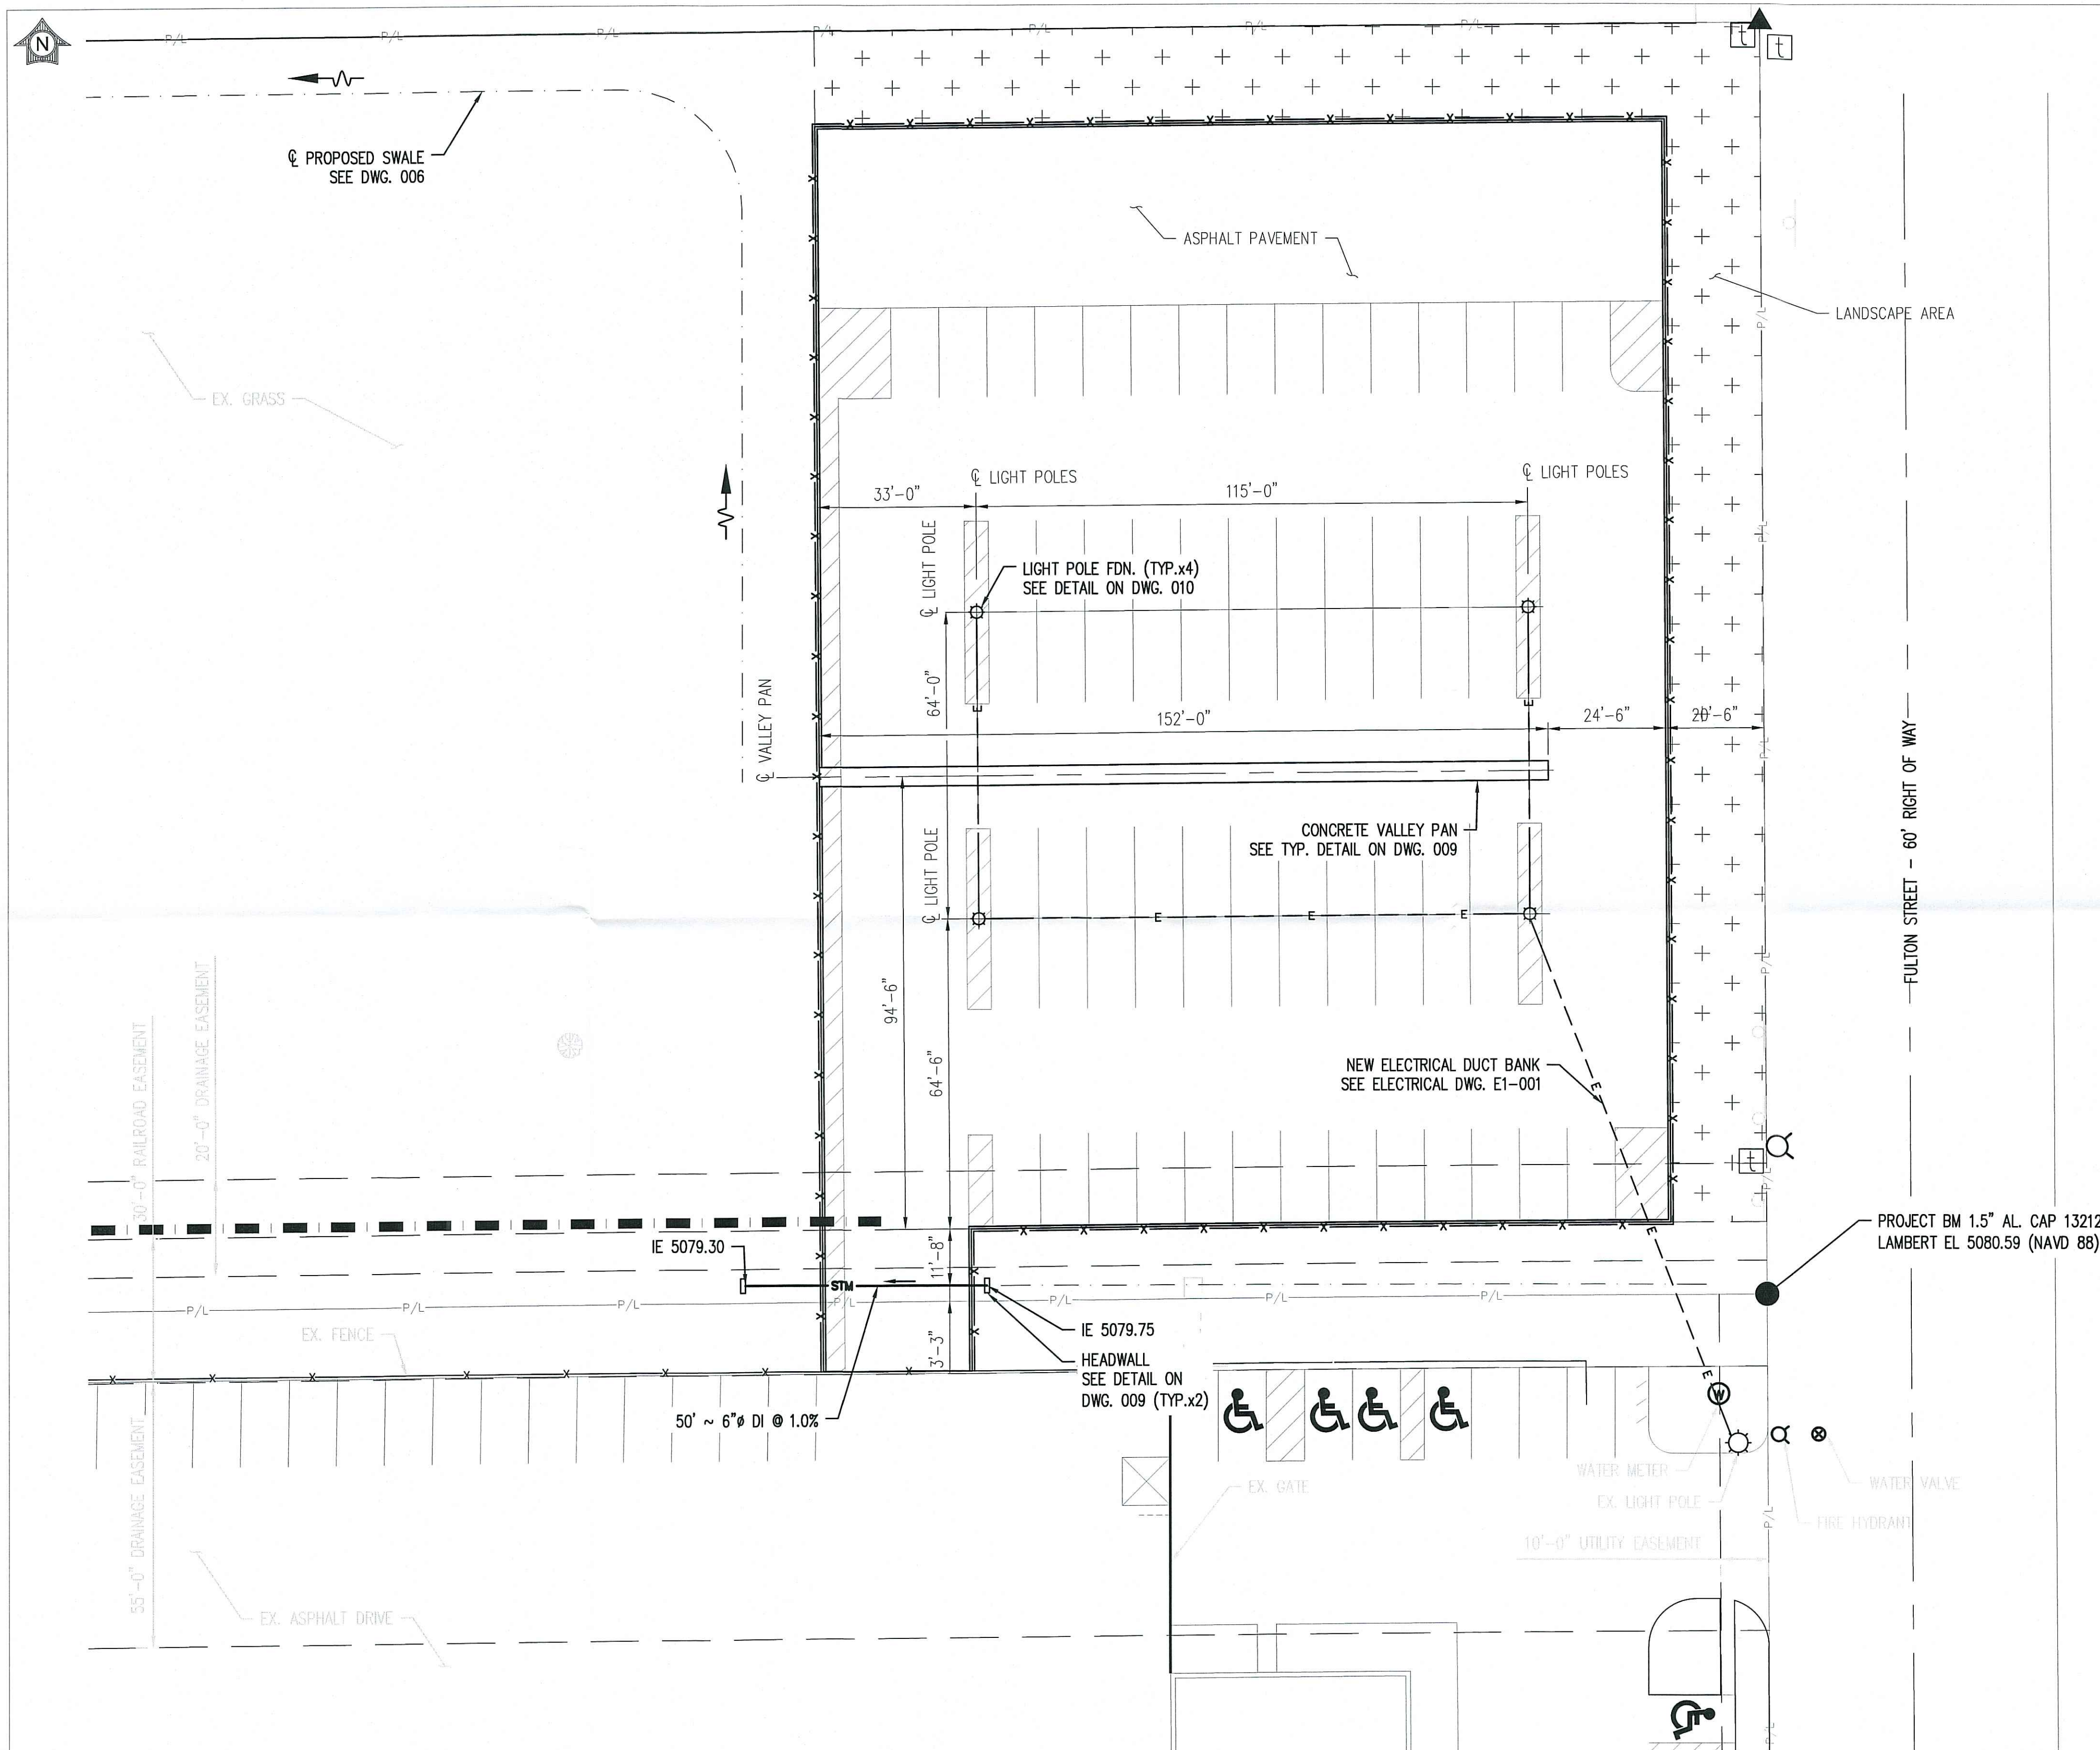 N
P/L P/L P/L P/L P/L P/L P/L
t
t
℄ PROPOSED SWALE
SEE DWG. 006
ASPHALT PAVEMENT
LANDSCAPE AREA
P/L
EX. GRASS
℄ LIGHT POLES
℄ LIGHT POLES
33'-0"
115'-0"
℄ LIGHT POLE
LIGHT POLE FDN. (TYP.x4)
SEE DETAIL ON DWG. 010
P/L
64'-0"
E
E
152'-0"
24'-6"
20'-6"
℄ VALLEY PAN
P/L
FULTON STREET - 60' RIGHT OF WAY
CONCRETE VALLEY PAN
SEE TYP. DETAIL ON DWG. 009
℄ LIGHT POLE
E E E
P/L
94'-6"
64'-6"
30'-0" RAILROAD EASEMENT
20'-0" DRAINAGE EASEMENT
NEW ELECTRICAL DUCT BANK
SEE ELECTRICAL DWG. E1-001
E
t
P/L
E
PROJECT BM 1.5" AL. CAP 13212
LAMBERT EL 5080.59 (NAVD 88)
IE 5079.30
11'-8"
STM
P/L P/L P/L P/L P/L P/L P/L
EX. FENCE
3'-3"
IE 5079.75
HEADWALL
SEE DETAIL ON
DWG. 009 (TYP.x2)
50' ~ 6"ø DI @ 1.0%
E
W
55'-0" DRAINAGE EASEMENT
EX. GATE
WATER METER
EX. LIGHT POLE
WATER VALVE
FIRE HYDRANT
10'-0" UTILITY EASEMENT
P/L
EX. ASPHALT DRIVE
P/L